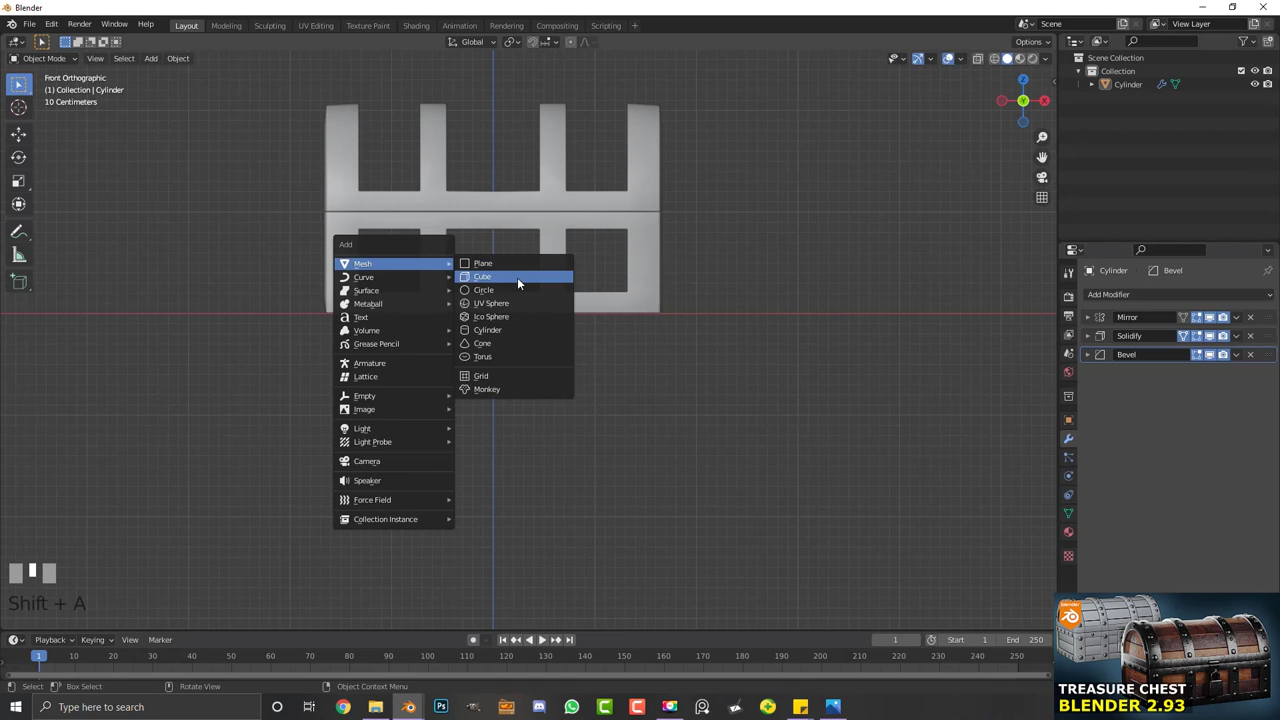 Blender
File Edit Render Window Help Layout Modeling Sculpting UV Editing Texture Paint Shading Animation Rendering Compositing Scripting + Scene View Layer
Global Options
Object Mode View Select Add Object
Front Orthographic
(1) Collection | Cylinder
10 Centimeters
Z
Y
X
Scene Collection
Collection
Cylinder
Cylinder Bevel
Add Modifier
Mirror
Solidify
Bevel
Add
Mesh
Curve
Surface
Metaball
Text
Volume
Grease Pencil
Armature
Lattice
Empty
Image
Light
Light Probe
Camera
Speaker
Force Field
Collection Instance
Plane
Cube
Circle
UV Sphere
Ico Sphere
Cylinder
Cone
Torus
Grid
Monkey
Shift + A
Playback Keying View Marker 1 Start 1 End 250
1 10 20 30 40 50 60 70 80 90 100 110 120 130 140 150 160 170 180 190 200 210 220 230 240 250
Select Box Select Rotate View Object Context Menu
Type here to search
Ps
blender
TREASURE CHEST
BLENDER 2.93